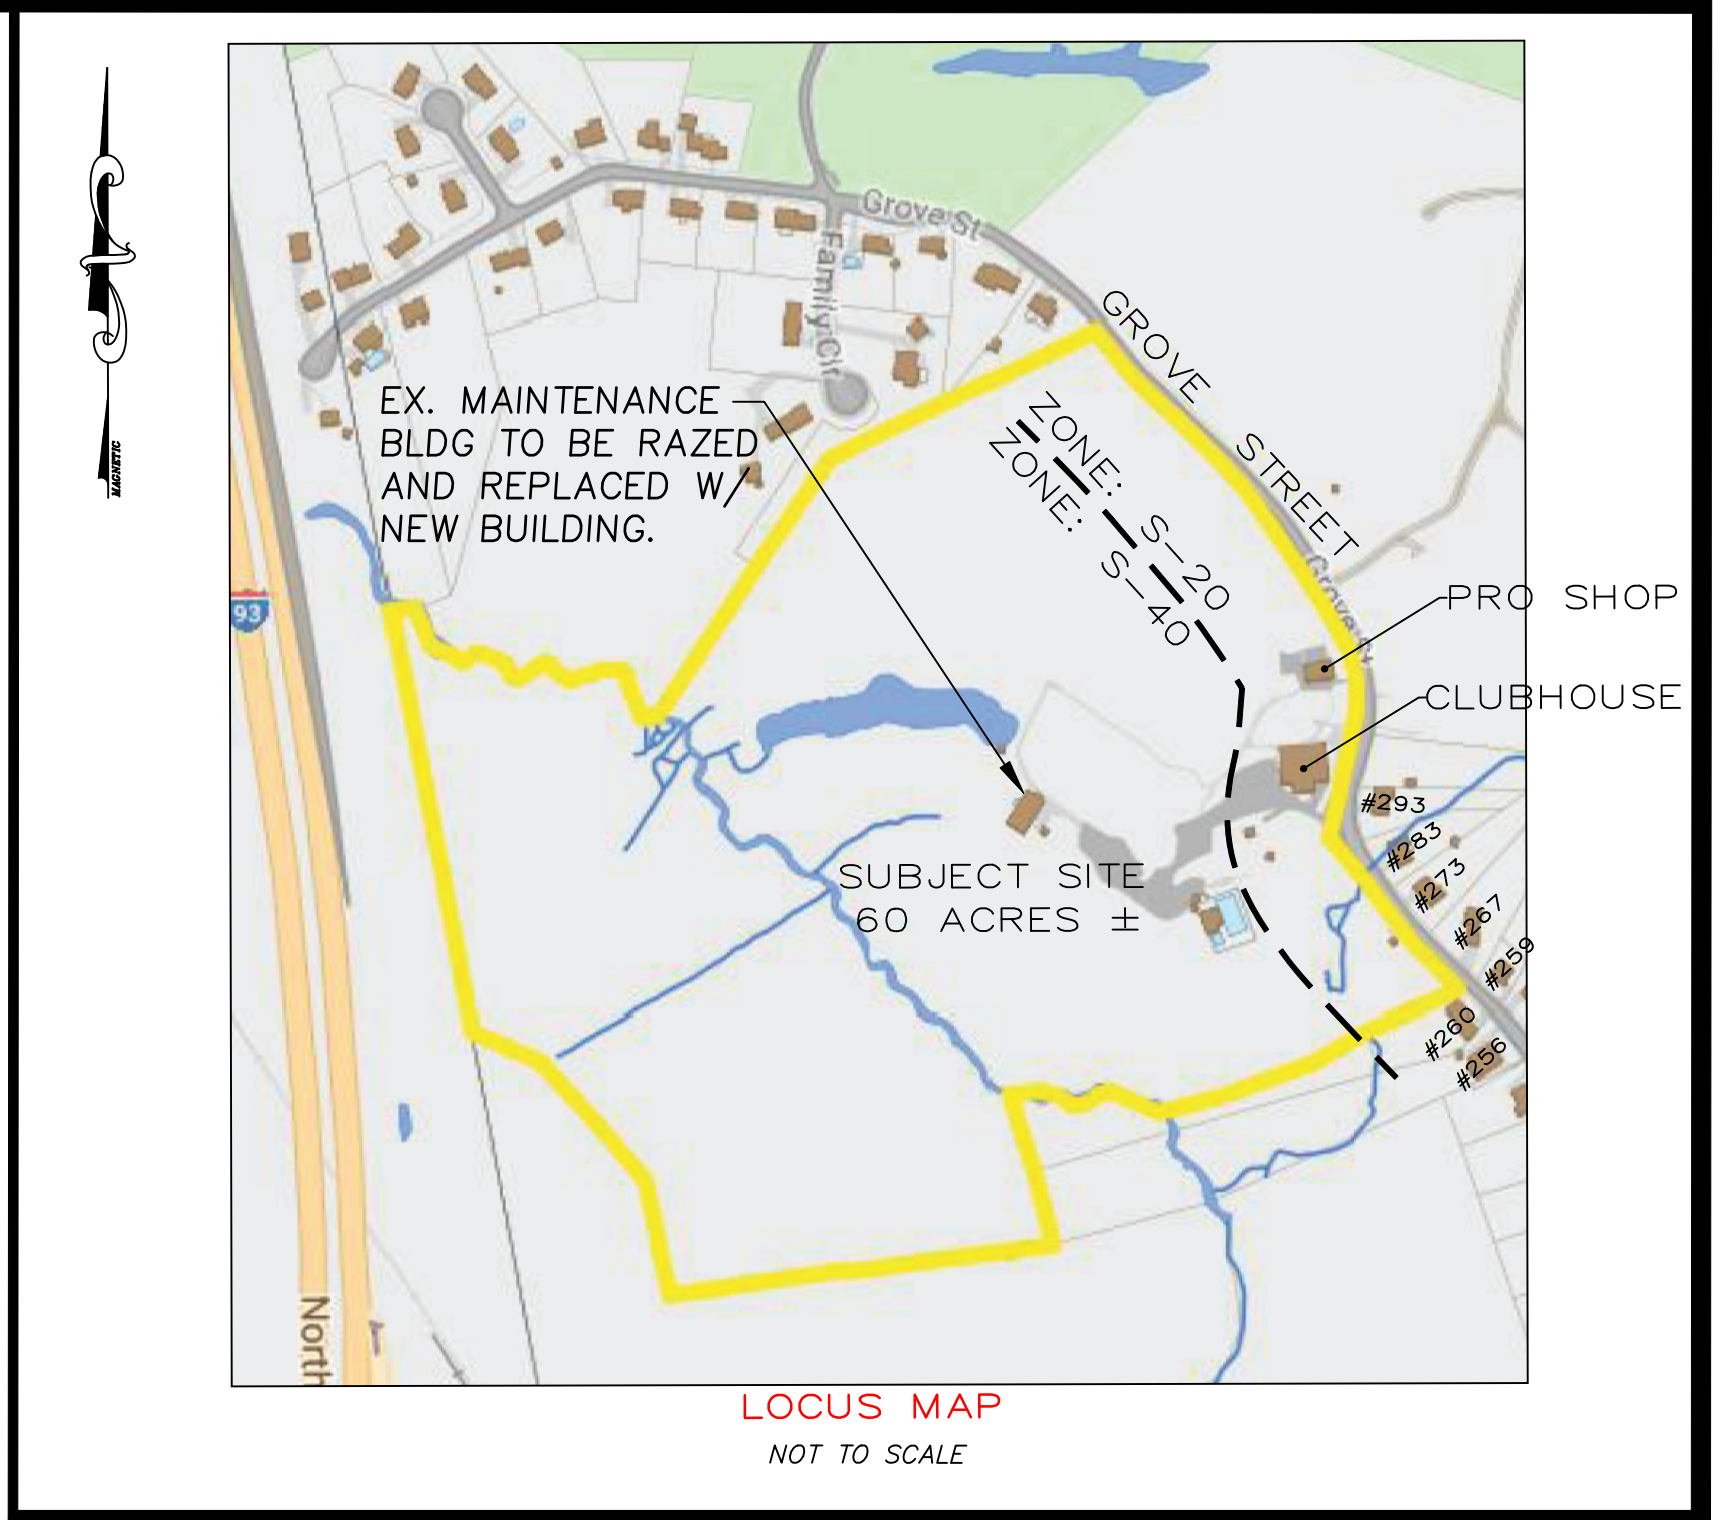 MAGNETIC
Grove St
Family Cir
GROVE STREET
EX. MAINTENANCE
BLDG TO BE RAZED
AND REPLACED W/
NEW BUILDING.
ZONE: S-20
ZONE: S-40
93
Grove St
PRO SHOP
CLUBHOUSE
#293
#283
#273
#267
#259
#260
#256
SUBJECT SITE
60 ACRES ±
North
LOCUS MAP
NOT TO SCALE